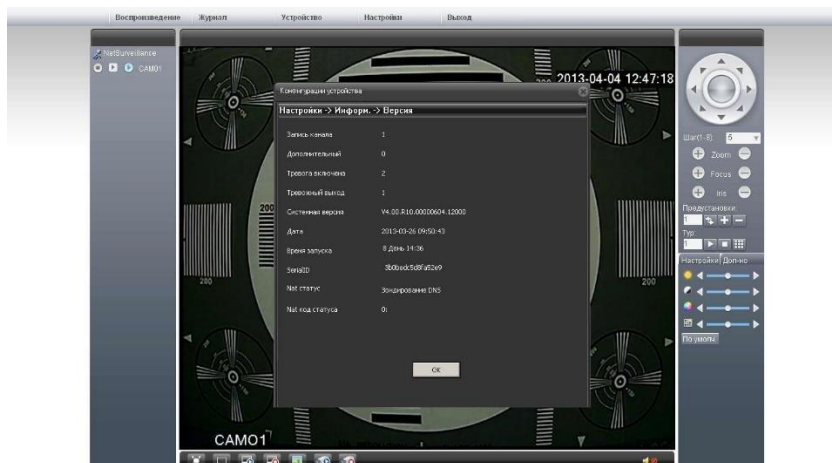 Воспроизведение Журнал Устройство Настройки Выход
NetSurveillance
CAM01
2013-04-04 12:47:18
Конфигурации устройства
Настройки -> Информ. -> Версия
Запись канала 1
Дополнительный 0
Тревога включена 2
Тревожный выход 1
Системная версия V4.00.R10.00000604.12000
Дата 2013-03-26 09:50:43
Время запуска 8 День 14:36
SerialID
Nat статус Зондирование DNS
Nat код статуса 0:
OK
200
200
200
CAM01
Шаг(1-8) 5
Zoom
Focus
Iris
Предустановки:
1
Тур:
1
Настройки Доп-но
По умолч